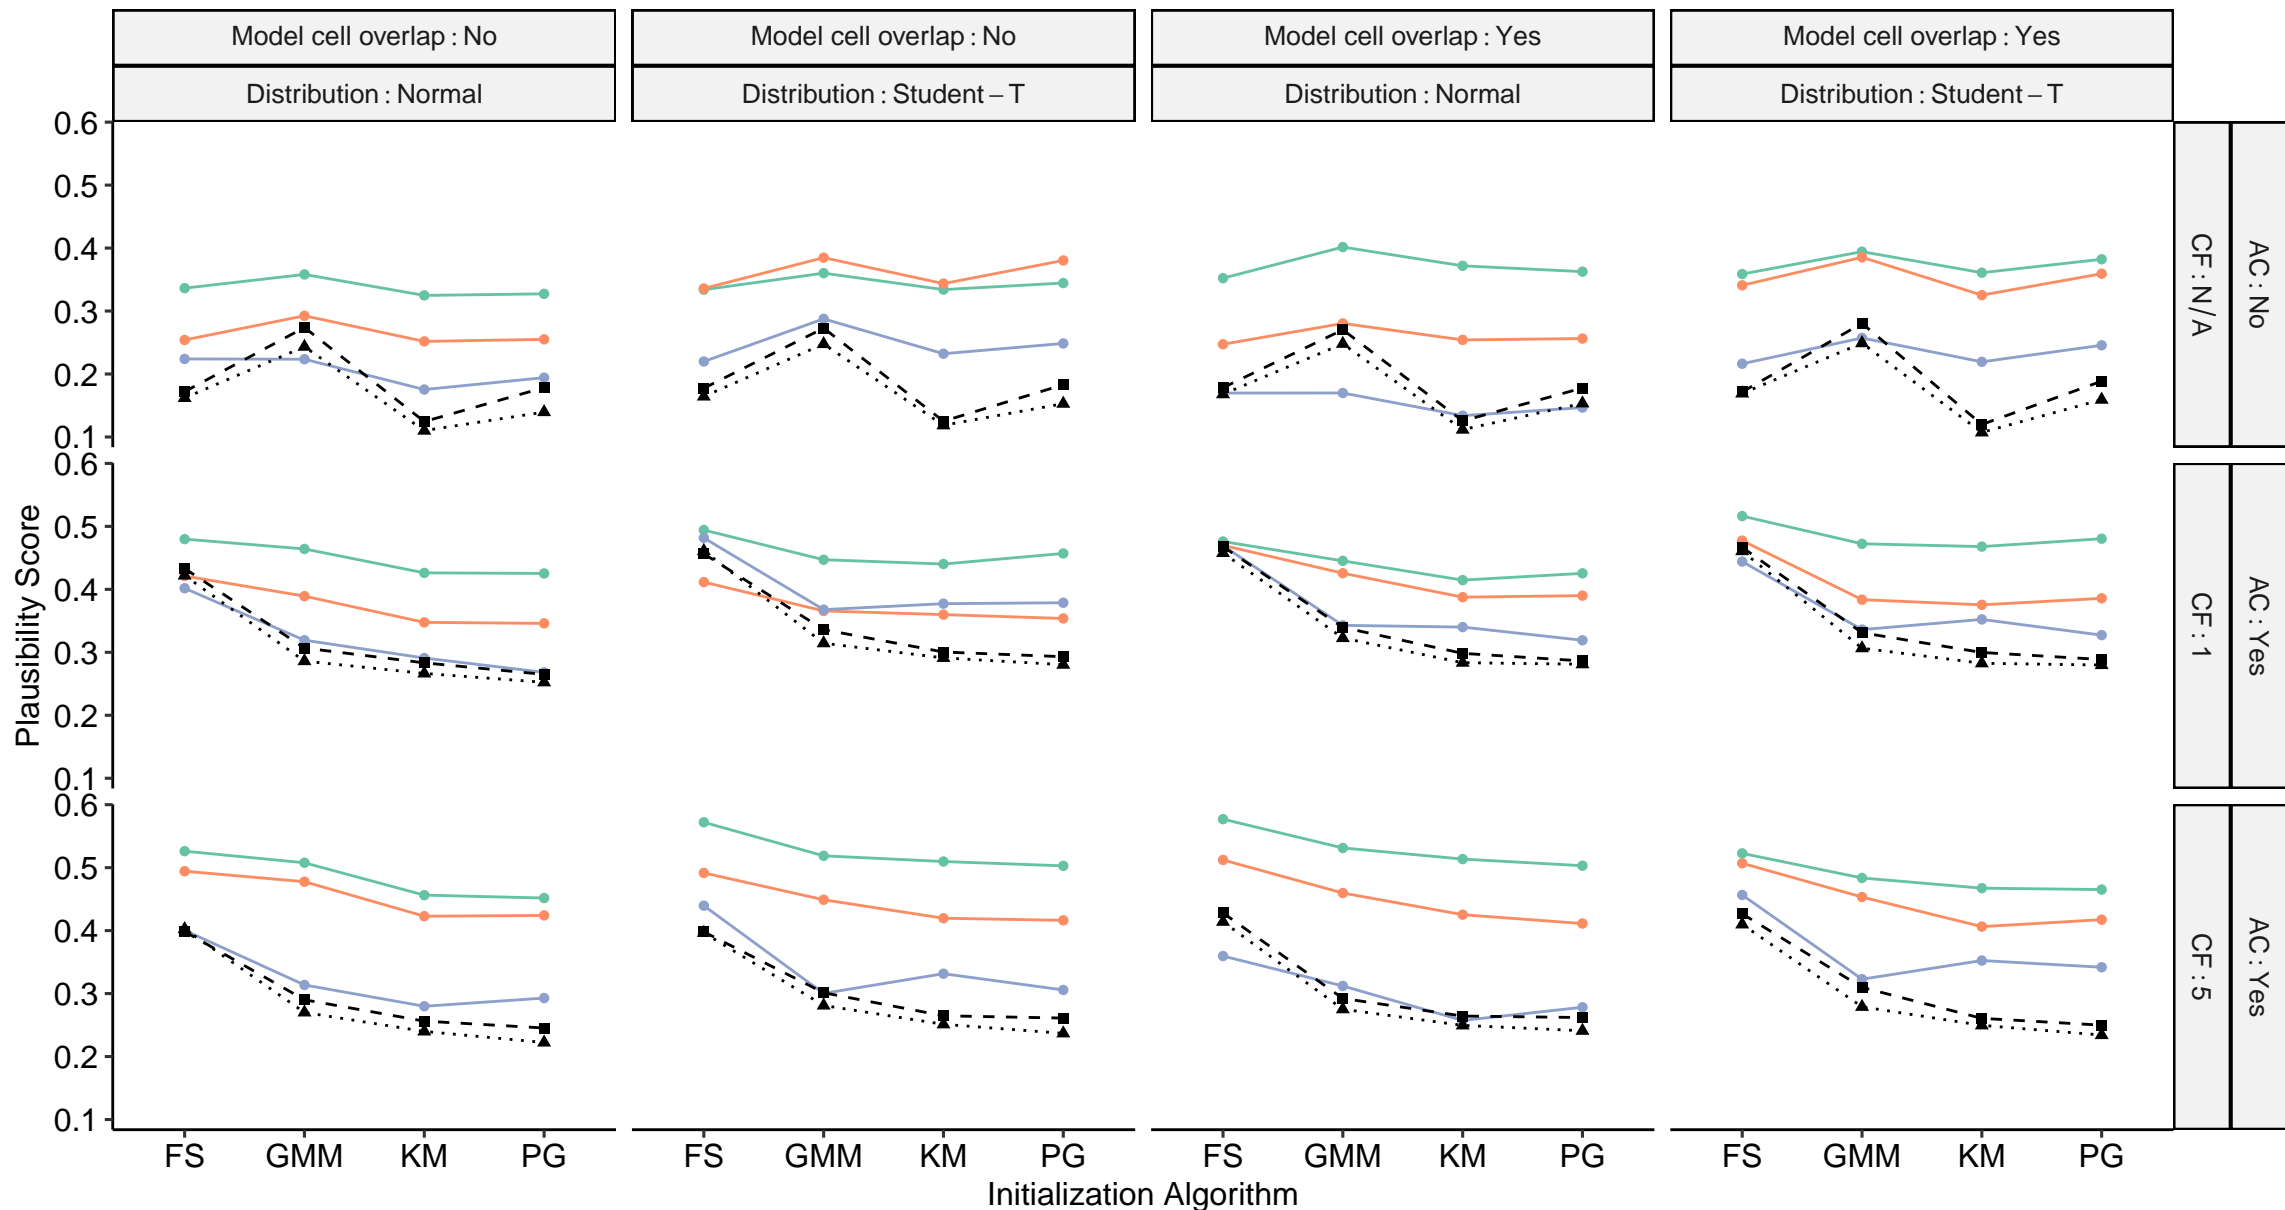 Model cell overlap : No
Model cell overlap : No
Model cell overlap : Yes
Model cell overlap : Yes
Distribution : Normal
Distribution : Student – T
Distribution : Normal
Distribution : Student – T
0.6
0.5
0.4
0.3
0.2
0.1
CF : N/A
AC : No
0.6
0.5
0.4
0.3
0.2
0.1
CF : 1
AC : Yes
Plausibility Score
0.6
0.5
0.4
0.3
0.2
0.1
CF : 5
AC : Yes
FS GMM KM PG
FS GMM KM PG
FS GMM KM PG
FS GMM KM PG
Initialization Algorithm